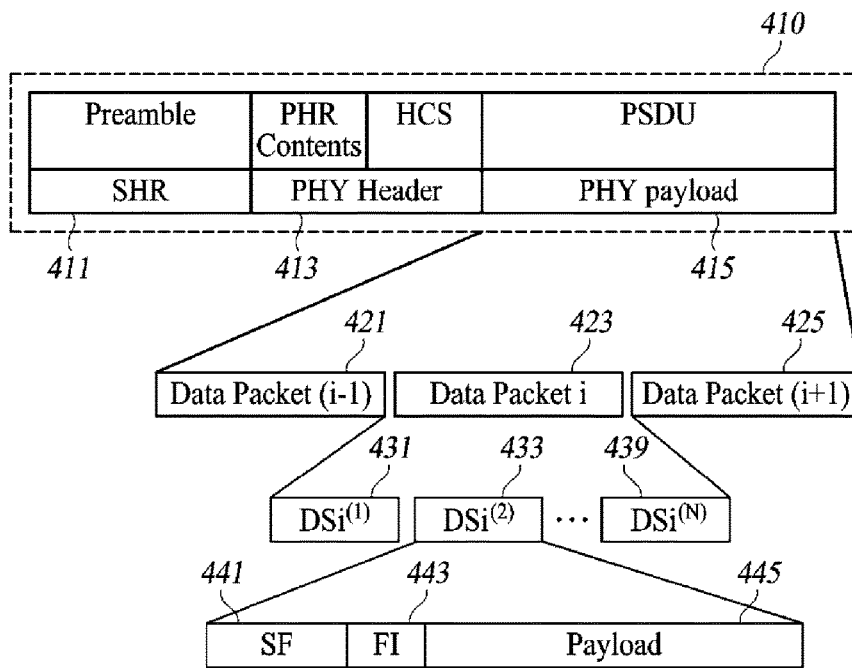 410
Preamble PHR Contents HCS PSDU
SHR PHY Header PHY payload
411 413 415
421 423 425
Data Packet (i-1) Data Packet i Data Packet (i+1)
431 433 439
DSi(1) DSi(2) ... DSi(N)
441 443 445
SF FI Payload